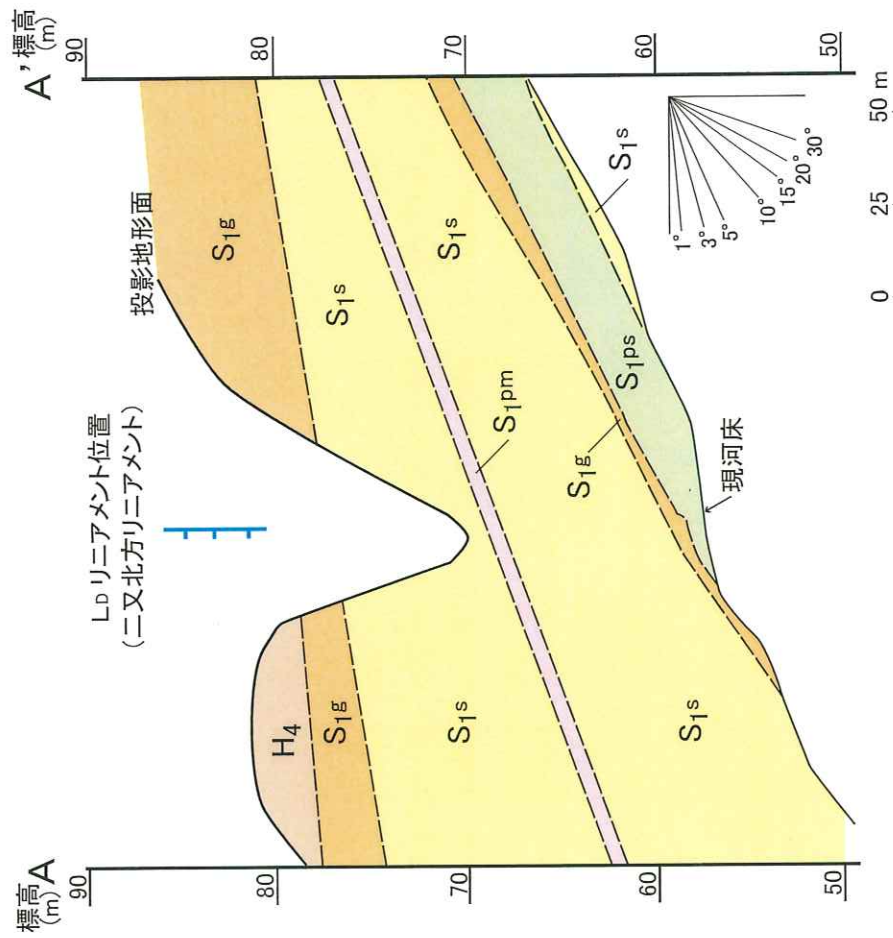 A
標高
(m)
90
80
70
60
50
A'
標高
(m)
90
80
70
60
50
LD リニアメント位置
(二又北方リニアメント)
投影地形面
H4
S1g
S1s
S1s
S1g
S1s
S1s
S1pm
S1g
S1ps
S1s
現河床
1°
3°
5°
10°
15°
20°
30°
0 25 50 m